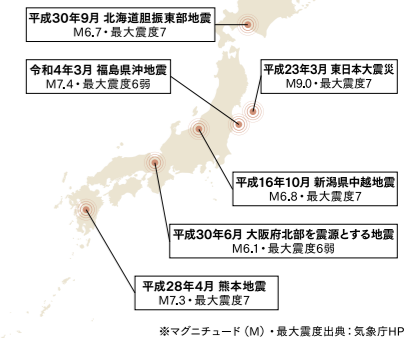 平成30年9月 北海道胆振東部地震
M6.7・最大震度7
令和4年3月 福島県沖地震
M7.4・最大震度6弱
平成23年3月 東日本大震災
M9.0・最大震度7
平成16年10月 新潟県中越地震
M6.8・最大震度7
平成30年6月 大阪府北部を震源とする地震
M6.1・最大震度6弱
平成28年4月 熊本地震
M7.3・最大震度7
※マグニチュード（M）・最大震度出典：気象庁HP